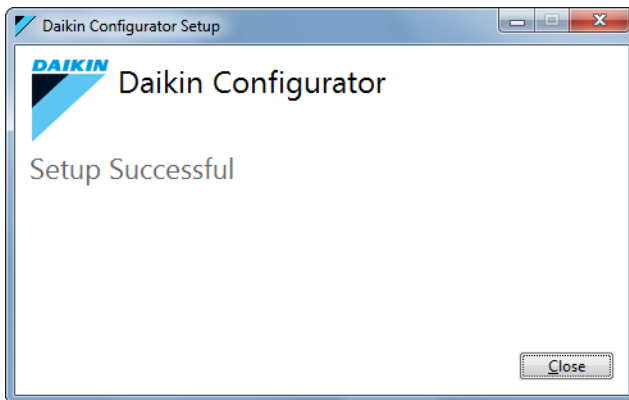 Daikin Configurator Setup
DAIKIN
Daikin Configurator
Setup Successful
Close